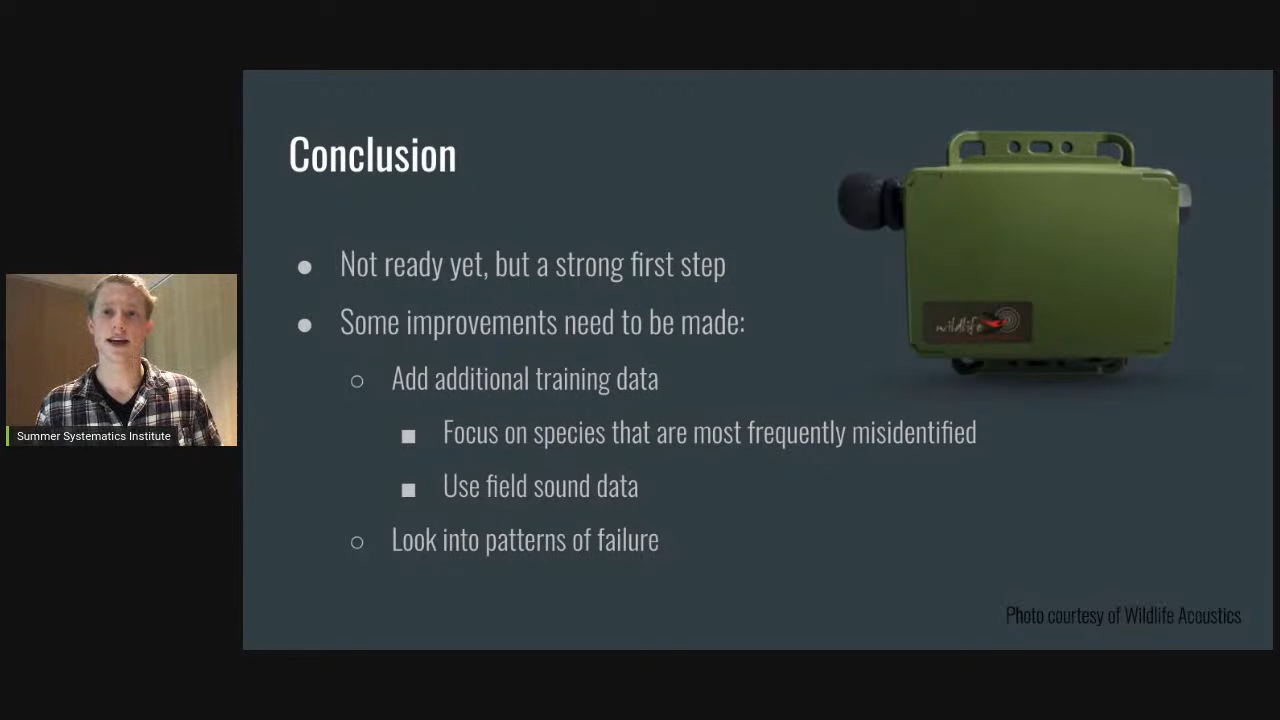 Conclusion
Not ready yet, but a strong first step
Some improvements need to be made:
Add additional training data
Focus on species that are most frequently misidentified
Use field sound data
Look into patterns of failure
wildlife
Photo courtesy of Wildlife Acoustics
Summer Systematics Institute